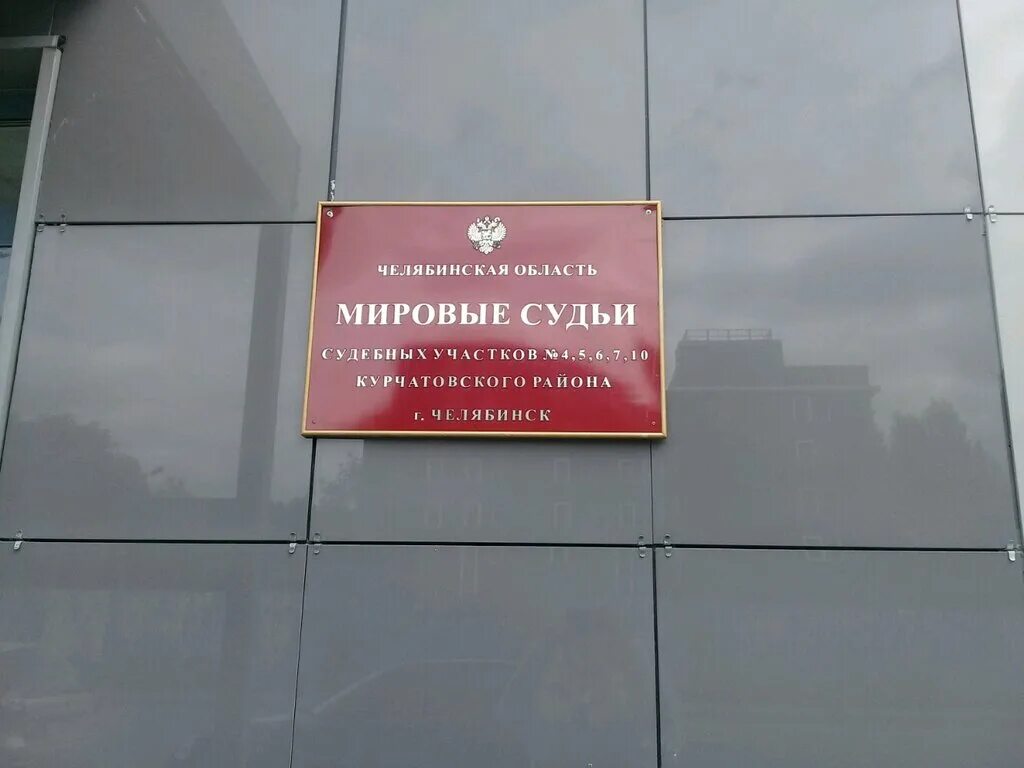 ЧЕЛЯБИНСКАЯ ОБЛАСТЬ
МИРОВЫЕ СУДЬИ
СУДЕБНЫХ УЧАСТКОВ №4,5,6,7,10
КУРЧАТОВСКОГО РАЙОНА
г. ЧЕЛЯБИНСК